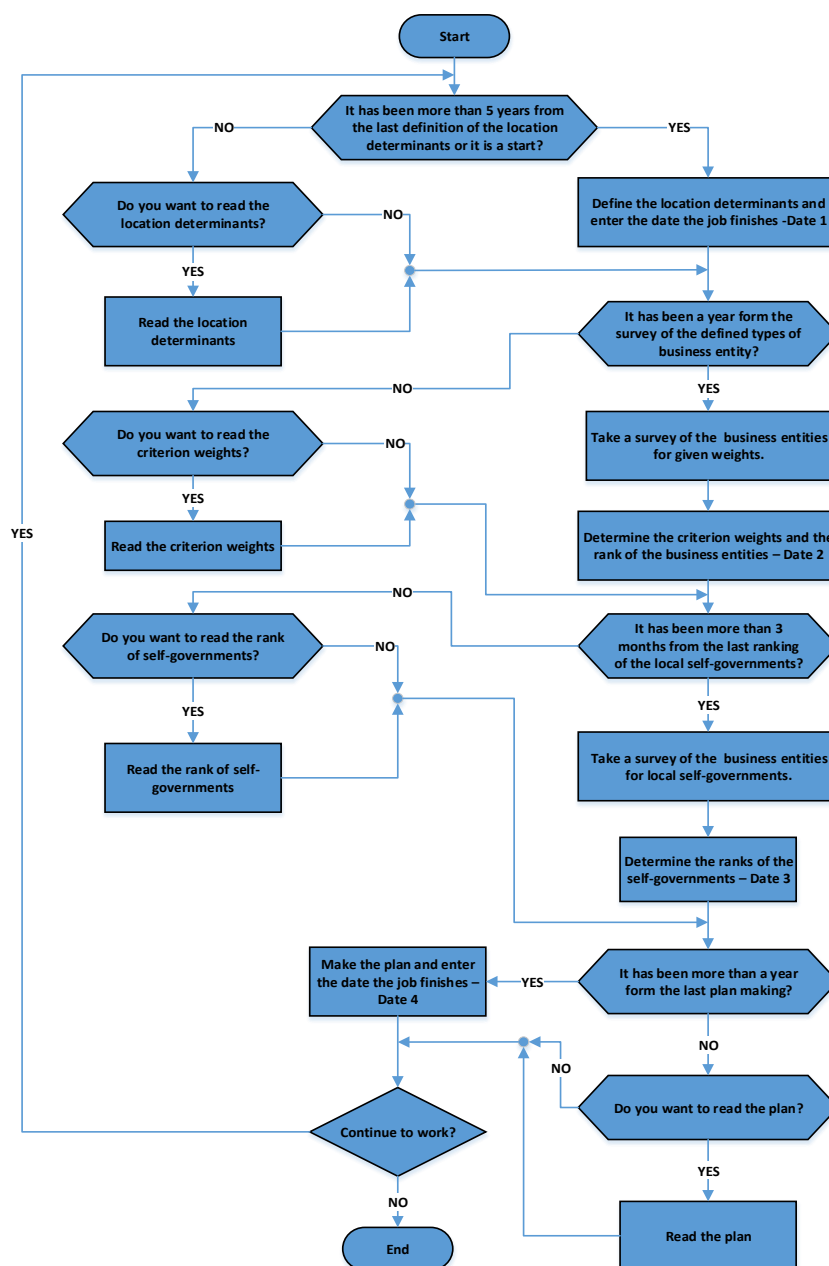 Start
It has been more than 5 years from
the last definition of the location
determinants or it is a start?
NO
YES
Do you want to read the
location determinants?
NO
Define the location determinants and
enter the date the job finishes -Date 1
YES
Read the location
determinants
It has been a year form the
survey of the defined types of
business entity?
NO
YES
Do you want to read the
criterion weights?
NO
Take a survey of the business entities
for given weights.
YES
Read the criterion weights
Determine the criterion weights and the
rank of the business entities – Date 2
YES
NO
Do you want to read the rank
of self-governments?
NO
It has been more than 3
months from the last ranking
of the local self-governments?
YES
YES
Read the rank of self-
governments
Take a survey of the business entities
for local self-governments.
Determine the ranks of the
self-governments – Date 3
Make the plan and enter
the date the job finishes –
Date 4
YES
It has been more than a year
form the last plan making?
NO
NO
Do you want to read the plan?
Continue to work?
YES
NO
Read the plan
End